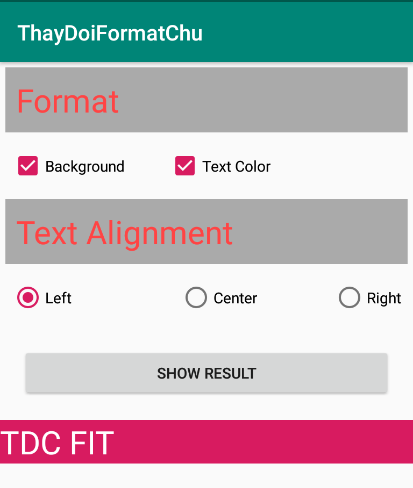 ThayDoiFormatChu
Format
Background Text Color
Text Alignment
Left Center Right
SHOW RESULT
TDC FIT